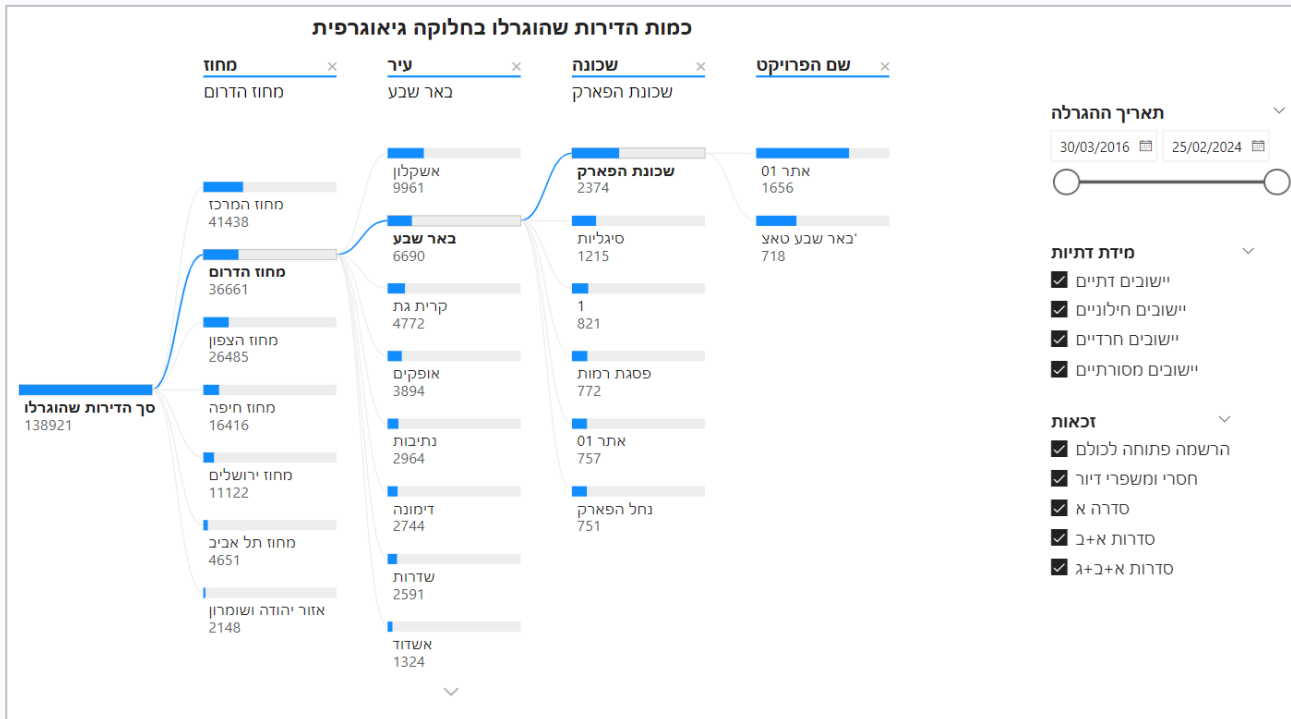 כמות הדירות שהוגרלו בחלוקה גיאוגרפית
מחוז
מחוז הדרום
עיר
באר שבע
שכונה
שכונת הפארק
שם הפרויקט
סך הדירות שהוגרלו
138921
מחוז המרכז
41438
מחוז הדרום
36661
מחוז הצפון
26485
מחוז חיפה
16416
מחוז ירושלים
11122
מחוז תל אביב
4651
אזור יהודה ושומרון
2148
אשקלון
9961
באר שבע
6690
קרית גת
4772
אופקים
3894
נתיבות
2964
דימונה
2744
שדרות
2591
אשדוד
1324
שכונת הפארק
2374
סיגליות
1215
1
821
פסגת רמות
772
אתר 01
757
נחל הפארק
751
אתר 01
1656
באר שבע טאצ'
718
תאריך ההגרלה
30/03/2016
25/02/2024
מידת דתיות
יישובים דתיים
יישובים חילוניים
יישובים חרדיים
יישובים מסורתיים
זכאות
הרשמה פתוחה לכולם
חסרי ומשפרי דיור
סדרה א
סדרות א+ב
סדרות א+ב+ג